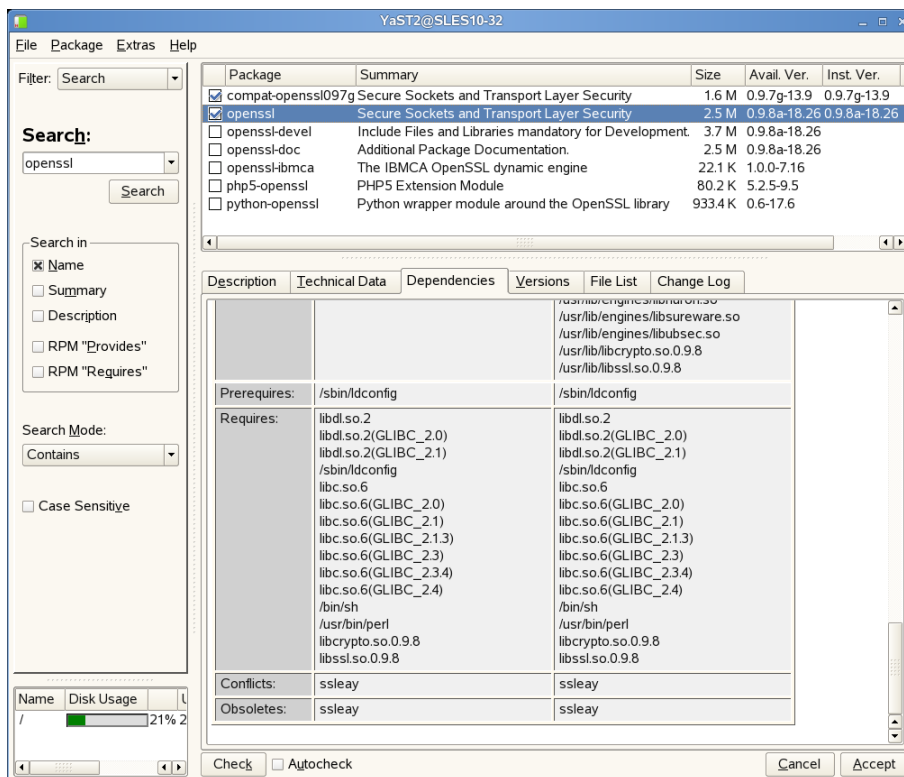 YaST2@SLES10-32
File Package Extras Help
Filter: Search
Search:
openssl
Search
Search in
Name
Summary
Description
RPM "Provides"
RPM "Requires"
Search Mode:
Contains
Case Sensitive
Name Disk Usage
/ 21% 2
Package Summary Size Avail. Ver. Inst. Ver.
compat-openssl097g Secure Sockets and Transport Layer Security 1.6 M 0.9.7g-13.9 0.9.7g-13.9
openssl Secure Sockets and Transport Layer Security 2.5 M 0.9.8a-18.26 0.9.8a-18.26
openssl-devel Include Files and Libraries mandatory for Development. 3.7 M 0.9.8a-18.26
openssl-doc Additional Package Documentation. 2.5 M 0.9.8a-18.26
openssl-ibmca The IBMCA OpenSSL dynamic engine 22.1 K 1.0.0-7.16
php5-openssl PHP5 Extension Module 80.2 K 5.2.5-9.5
python-openssl Python wrapper module around the OpenSSL library 933.4 K 0.6-17.6
Description Technical Data Dependencies Versions File List Change Log
/usr/lib/engines/libnuron.so
/usr/lib/engines/libsureware.so
/usr/lib/engines/libubsec.so
/usr/lib/libcrypto.so.0.9.8
/usr/lib/libssl.so.0.9.8
Prerequires: /sbin/ldconfig /sbin/ldconfig
Requires: libdl.so.2 libdl.so.2
libdl.so.2(GLIBC_2.0) libdl.so.2(GLIBC_2.0)
libdl.so.2(GLIBC_2.1) libdl.so.2(GLIBC_2.1)
/sbin/ldconfig /sbin/ldconfig
libc.so.6 libc.so.6
libc.so.6(GLIBC_2.0) libc.so.6(GLIBC_2.0)
libc.so.6(GLIBC_2.1) libc.so.6(GLIBC_2.1)
libc.so.6(GLIBC_2.1.3) libc.so.6(GLIBC_2.1.3)
libc.so.6(GLIBC_2.3) libc.so.6(GLIBC_2.3)
libc.so.6(GLIBC_2.3.4) libc.so.6(GLIBC_2.3.4)
libc.so.6(GLIBC_2.4) libc.so.6(GLIBC_2.4)
/bin/sh /bin/sh
/usr/bin/perl /usr/bin/perl
libcrypto.so.0.9.8 libcrypto.so.0.9.8
libssl.so.0.9.8 libssl.so.0.9.8
Conflicts: ssleay ssleay
Obsoletes: ssleay ssleay
Check Autocheck Cancel Accept